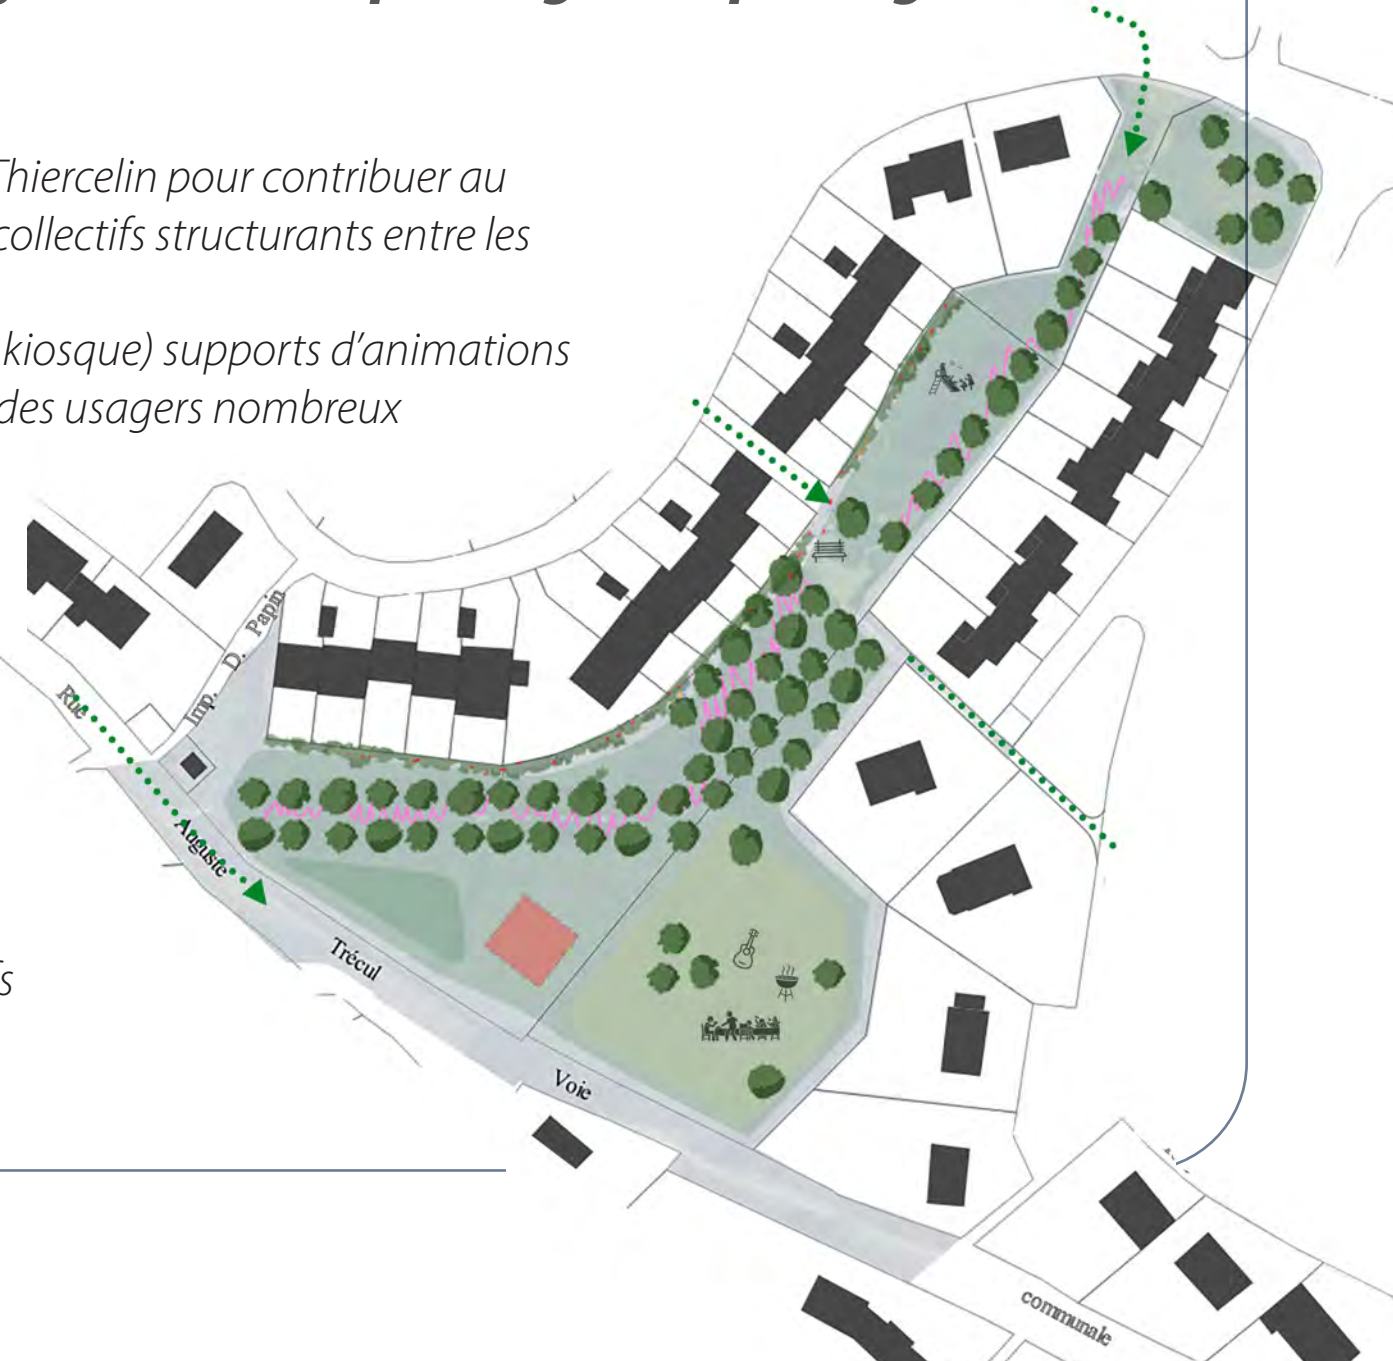 Thiercelin pour contribuer au
collectifs structurants entre les
kiosque) supports d’animations
des usagers nombreux
Imp. D. Papin
Rue
Auguste
Trécul
Voie
communale